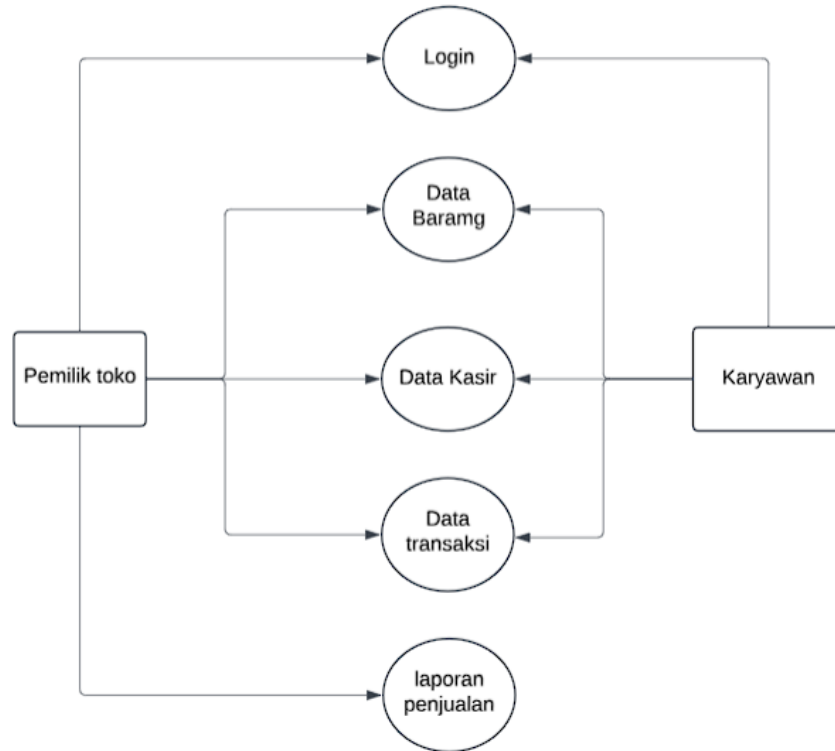 Login
Data
Baramg
Pemilik toko
Data Kasir
Karyawan
Data
transaksi
laporan
penjualan